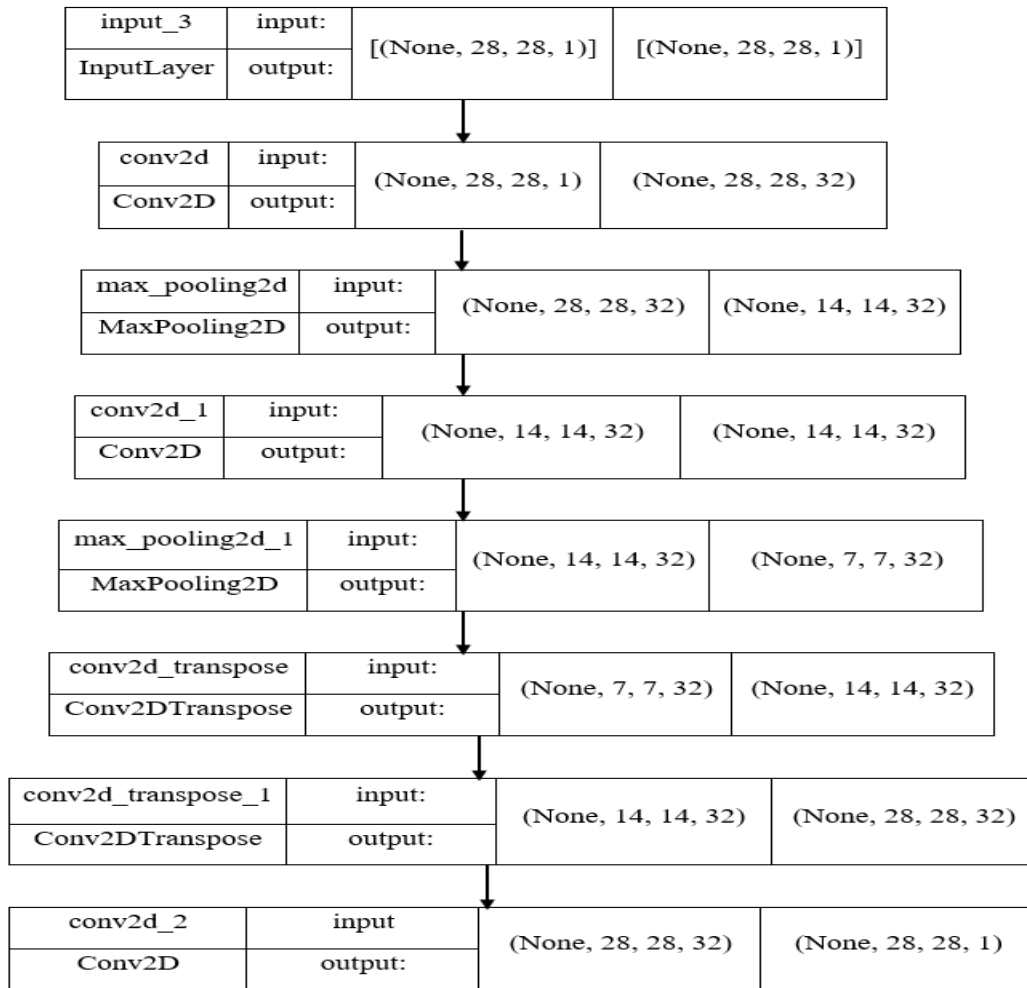 input_3 input: [(None, 28, 28, 1)] [(None, 28, 28, 1)]
InputLayer output:
conv2d input: (None, 28, 28, 1) (None, 28, 28, 32)
Conv2D output:
max_pooling2d input: (None, 28, 28, 32) (None, 14, 14, 32)
MaxPooling2D output:
conv2d_1 input: (None, 14, 14, 32) (None, 14, 14, 32)
Conv2D output:
max_pooling2d_1 input: (None, 14, 14, 32) (None, 7, 7, 32)
MaxPooling2D output:
conv2d_transpose input: (None, 7, 7, 32) (None, 14, 14, 32)
Conv2DTranspose output:
conv2d_transpose_1 input: (None, 14, 14, 32) (None, 28, 28, 32)
Conv2DTranspose output:
conv2d_2 input (None, 28, 28, 32) (None, 28, 28, 1)
Conv2D output: